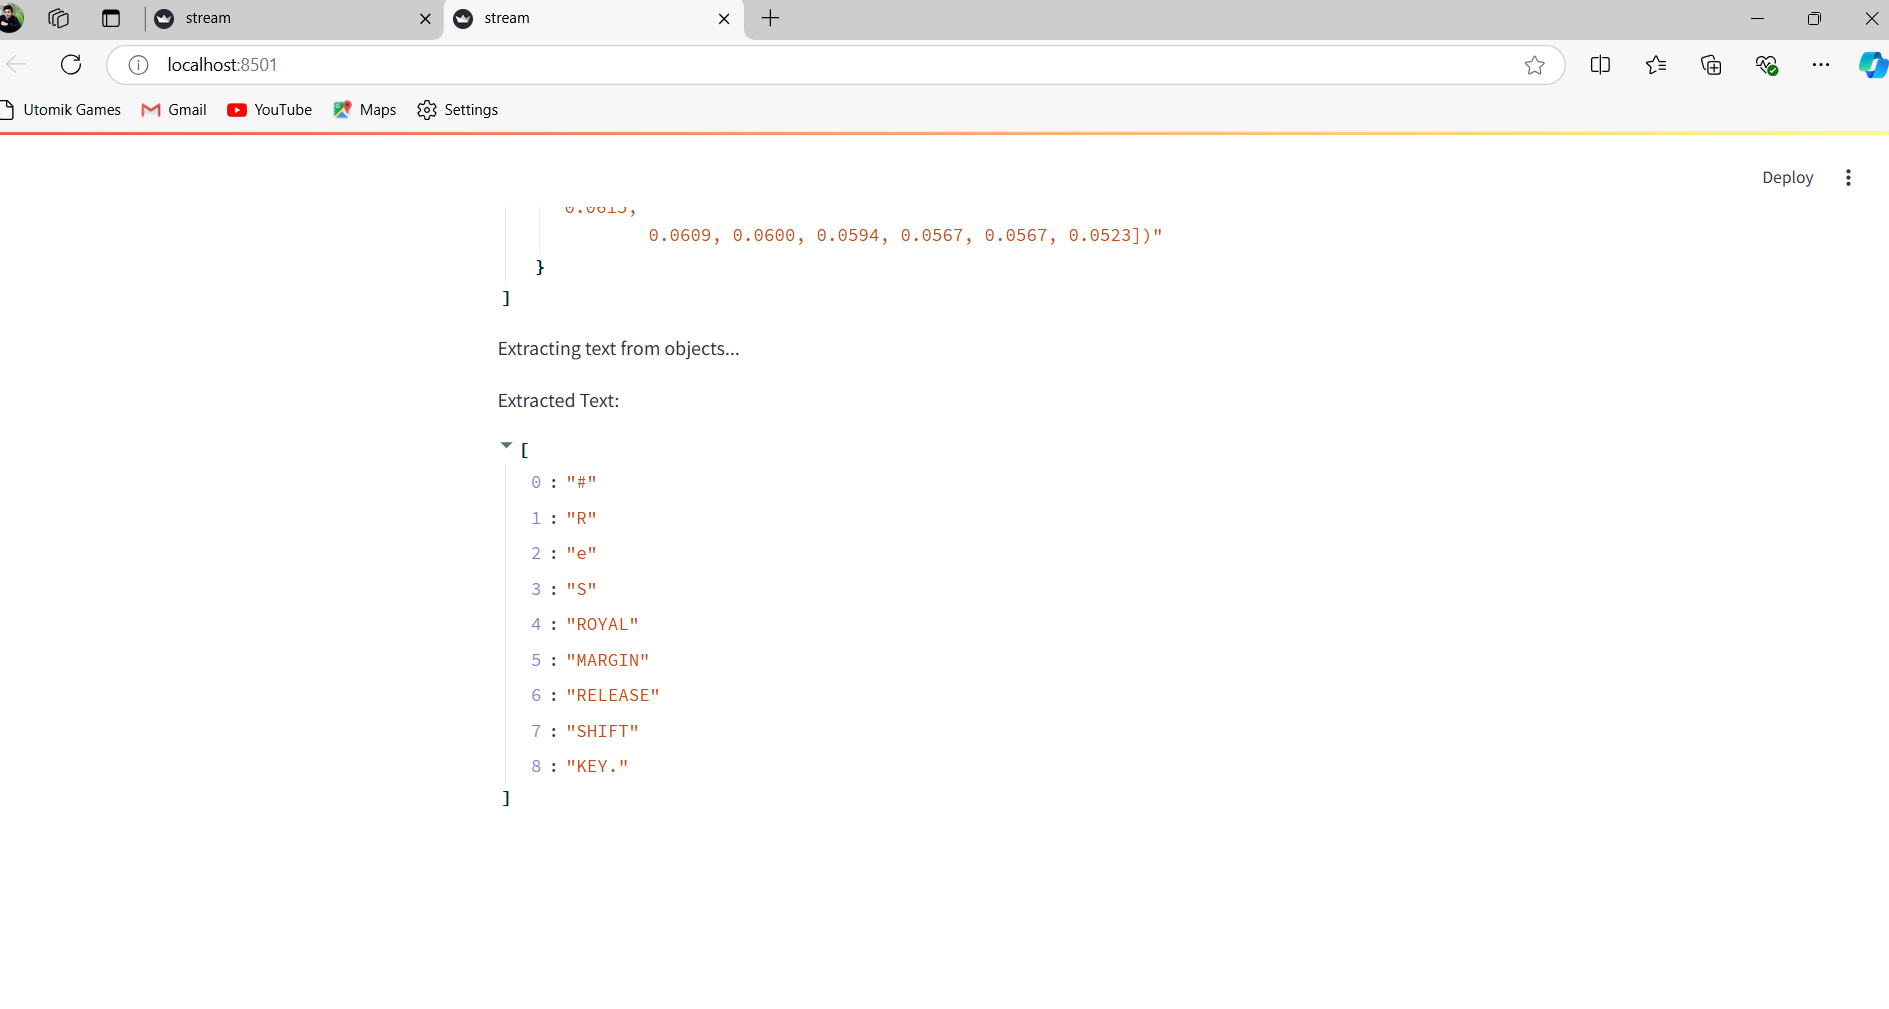 stream
stream
localhost:8501
Utomik Games Gmail YouTube Maps Settings
Deploy
0.0615,
0.0609, 0.0600, 0.0594, 0.0567, 0.0567, 0.0523])"
}
]
Extracting text from objects...
Extracted Text:
[
0 : "#"
1 : "R"
2 : "e"
3 : "S"
4 : "ROYAL"
5 : "MARGIN"
6 : "RELEASE"
7 : "SHIFT"
8 : "KEY."
]